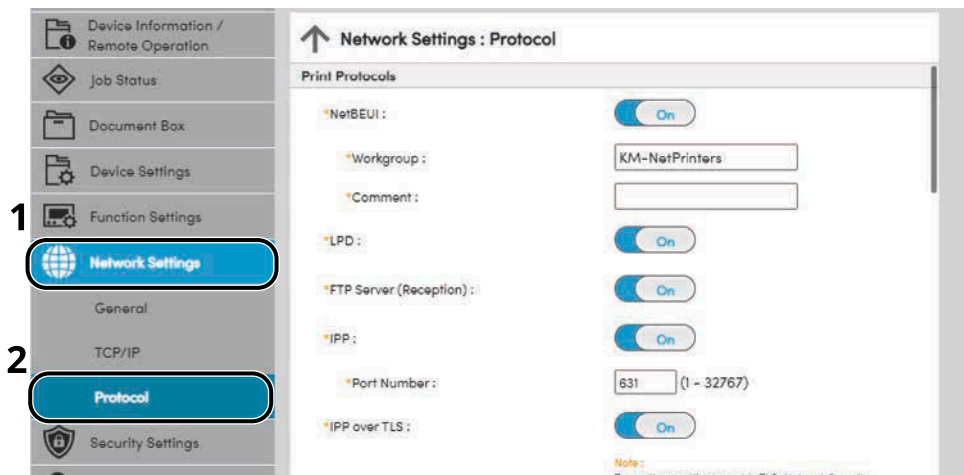 Device Information /
Remote Operation
Job Status
Document Box
Device Settings
1
Function Settings
Network Settings
General
TCP/IP
2
Protocol
Security Settings
Network Settings : Protocol
Print Protocols
*NetBEUI :
On
*Workgroup :
KM-NetPrinters
*Comment :
*LPD :
On
*FTP Server (Reception) :
On
*IPP :
On
*Port Number :
631 (1 - 32767)
*IPP over TLS :
On
Note :